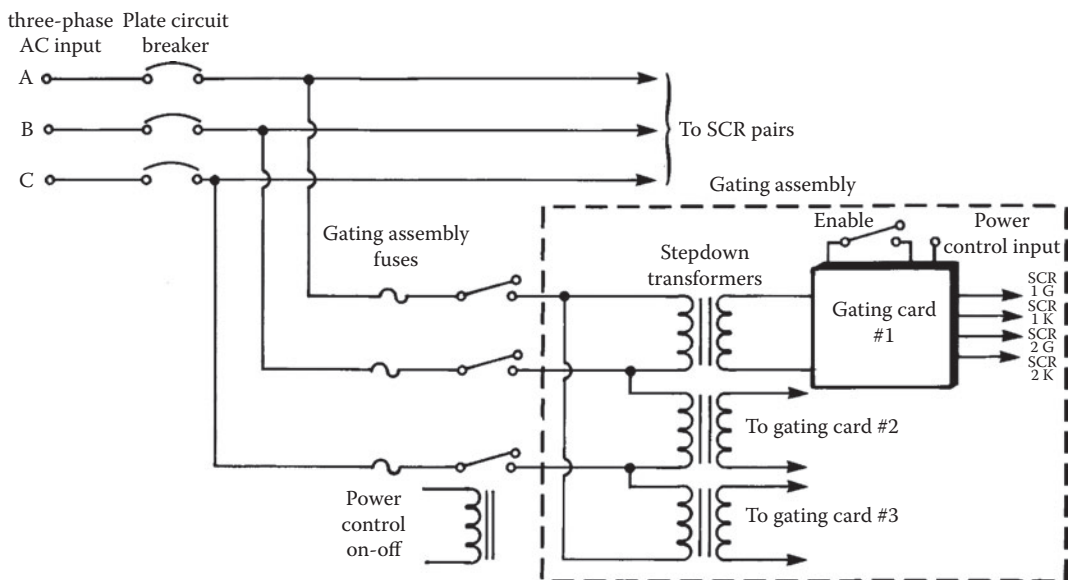 three-phase
AC input
Plate circuit
breaker
A
B
C
To SCR pairs
Gating assembly
Gating assembly
fuses
Enable
Power
control input
Stepdown
transformers
Gating card
#1
SCR
1 G
SCR
1 K
SCR
2 G
SCR
2 K
To gating card #2
Power
control
on-off
To gating card #3